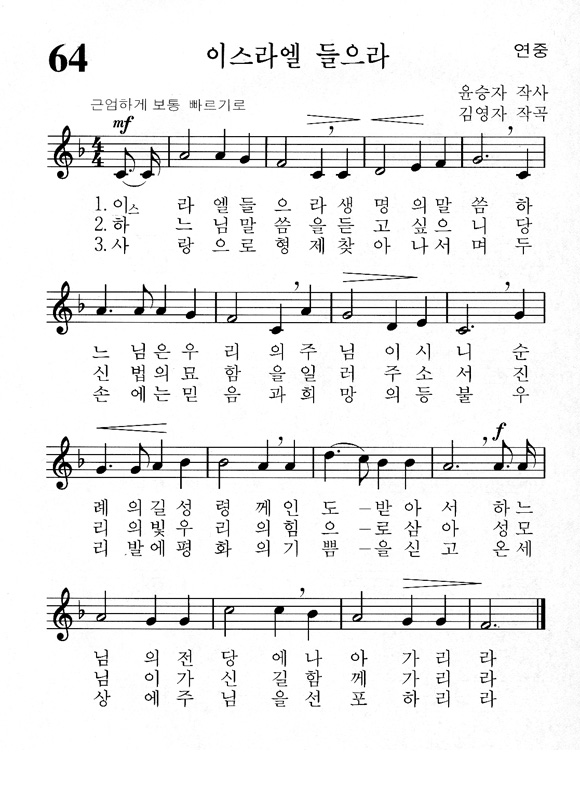 64 이스라엘 들으라 연중
윤승자 작사
근엄하게 보통 빠르기로 김영자 작곡
mf
4
4
1. 이스 라 엘들 으 라생 명 의말 씀 하
2. 하 느 님말 씀 을듣 고 싶으 니 당
3. 사 랑 으로 형 제찾 아 나서 며 두
느 님은우 리 의주 님 이 시 니 순
신 법의묘 함 을일 러 주 소 서 진
손 에는믿 음 과희 망 의 등 불 우
f
례 의길성 령 께인 도 –받 아 서 하느
리 의빛우 리 의힘 으 –로 삼 아 성모
리 발에평 화 의기 쁨 –을 싣 고 온세
님 의 전 당 에나 아 가 리 라
님 이 가 신 길함 께 가 리 라
상 에 주 님 을선 포 하 리 라